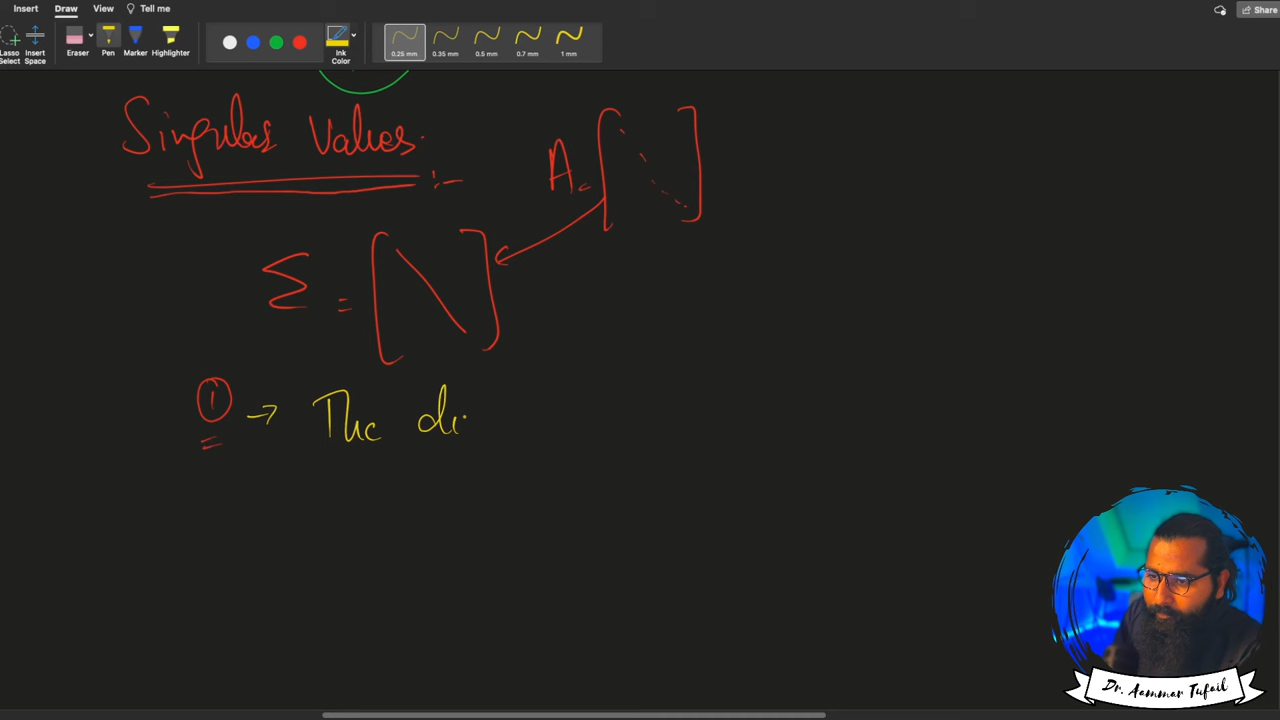 Insert Draw View Tell me
Share
Lasso Select Insert Space Eraser Pen Marker Highlighter Ink Color 0.25 mm 0.35 mm 0.5 mm 0.7 mm 1 mm
Singular Values. :-
A = [ ]
Σ = [ ]
① → The di
Dr. Aammar Tufail